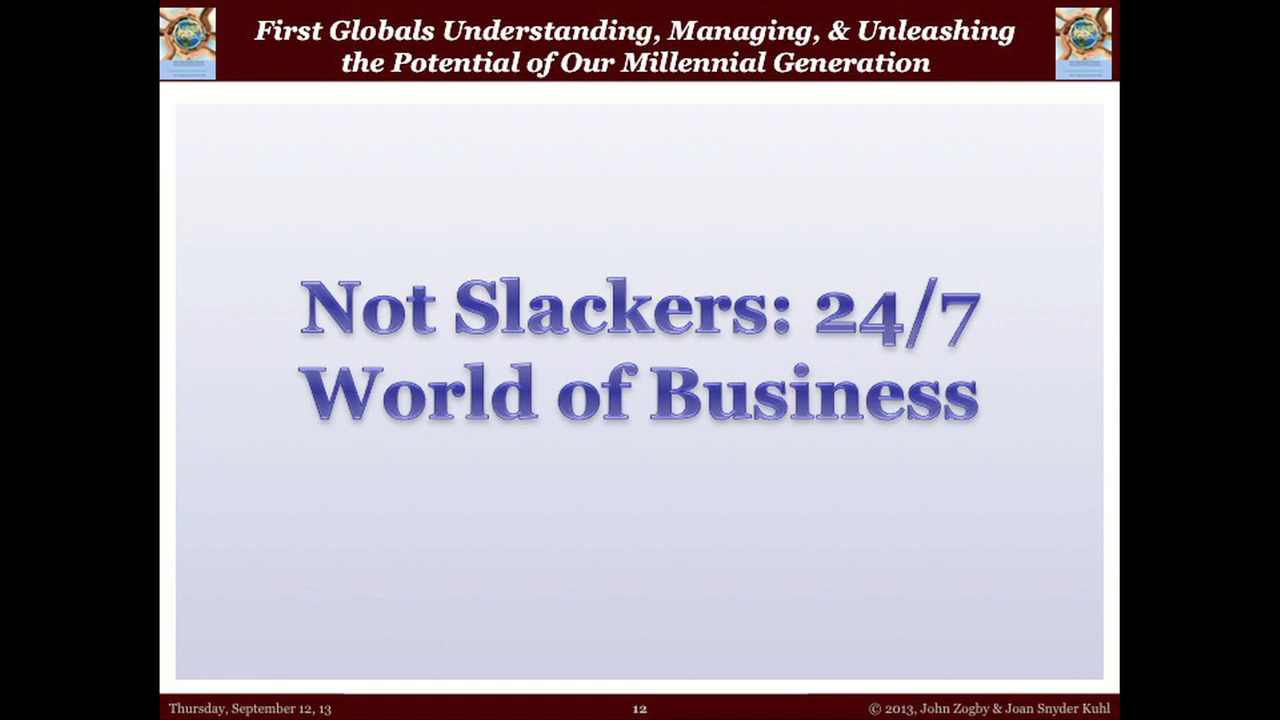 First Globals Understanding, Managing, & Unleashing
the Potential of Our Millennial Generation
Not Slackers: 24/7
World of Business
Thursday, September 12, 13
12
© 2013, John Zogby & Joan Snyder Kuhl